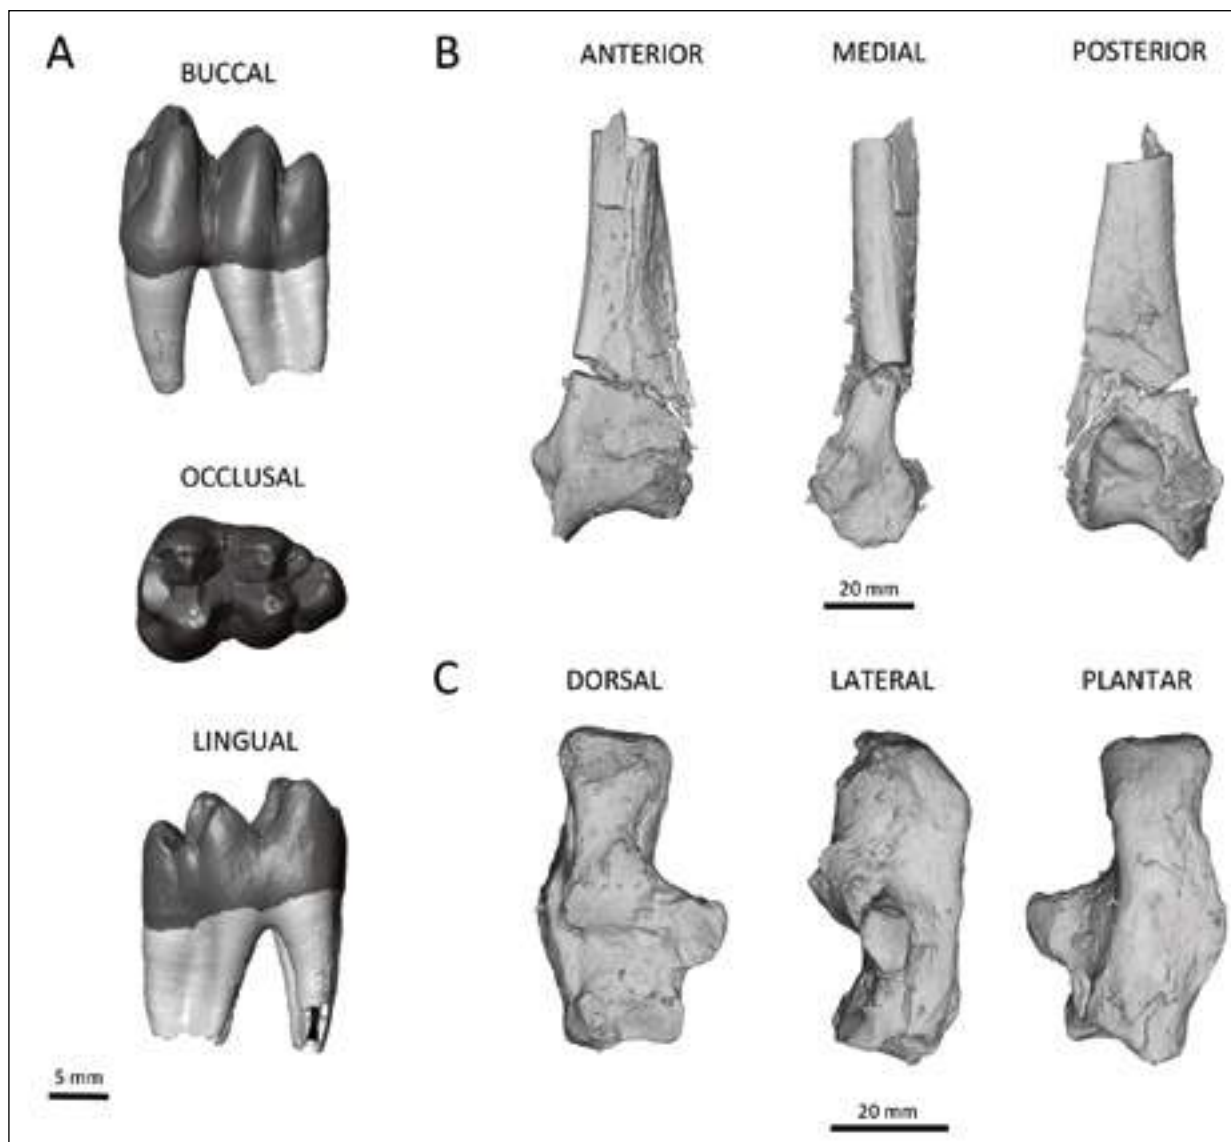 A
BUCCAL
OCCLUSAL
LINGUAL
5 mm
B
ANTERIOR
MEDIAL
POSTERIOR
20 mm
C
DORSAL
LATERAL
PLANTAR
20 mm